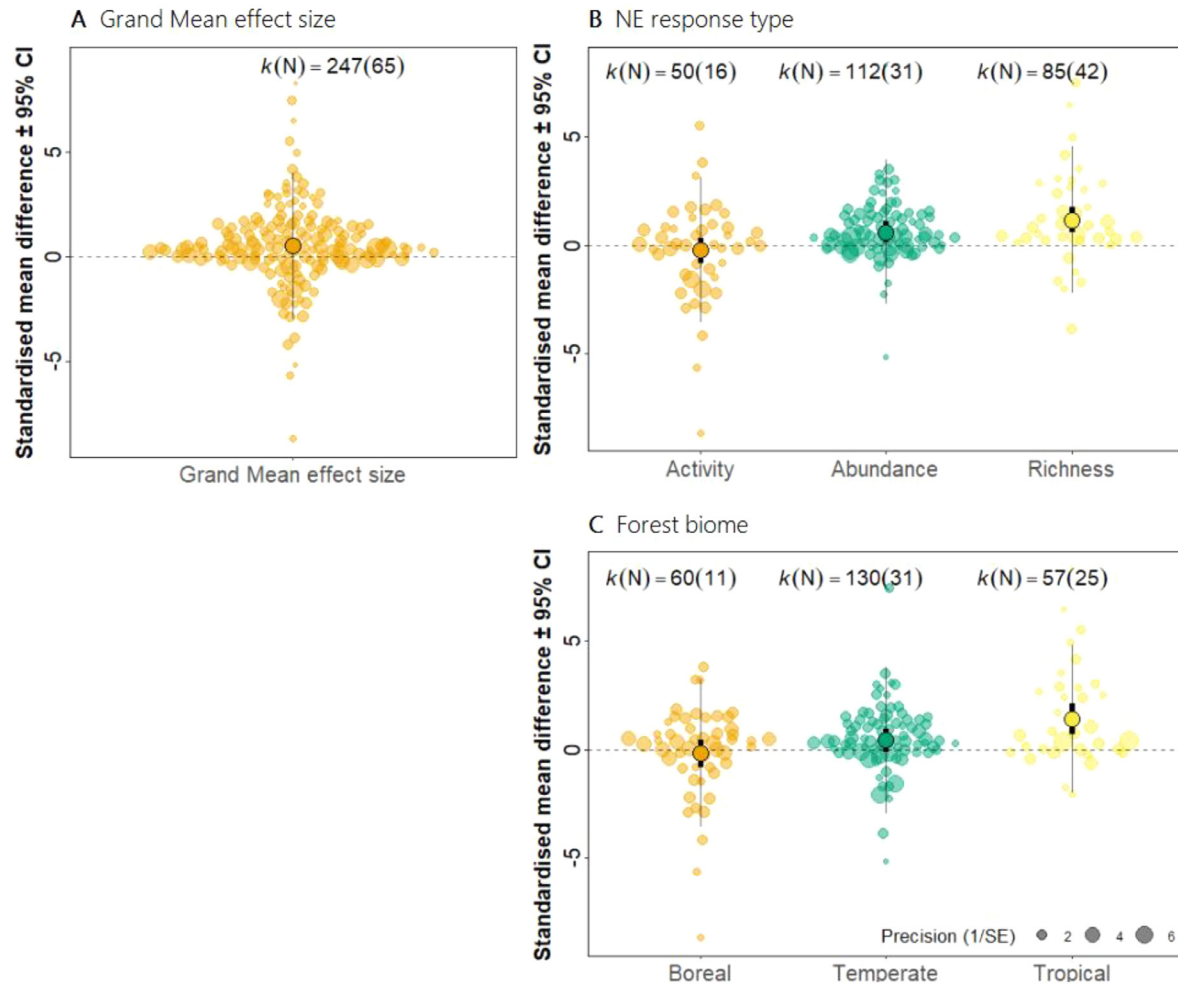 A Grand Mean effect size
k(N) = 247(65)
Standardised mean difference ± 95% CI
5
0
-5
Grand Mean effect size
B NE response type
k(N) = 50(16) k(N) = 112(31) k(N) = 85(42)
Standardised mean difference ± 95% CI
5
0
-5
Activity Abundance Richness
C Forest biome
k(N) = 60(11) k(N) = 130(31) k(N) = 57(25)
Standardised mean difference ± 95% CI
5
0
-5
Precision (1/SE) 2 4 6
Boreal Temperate Tropical